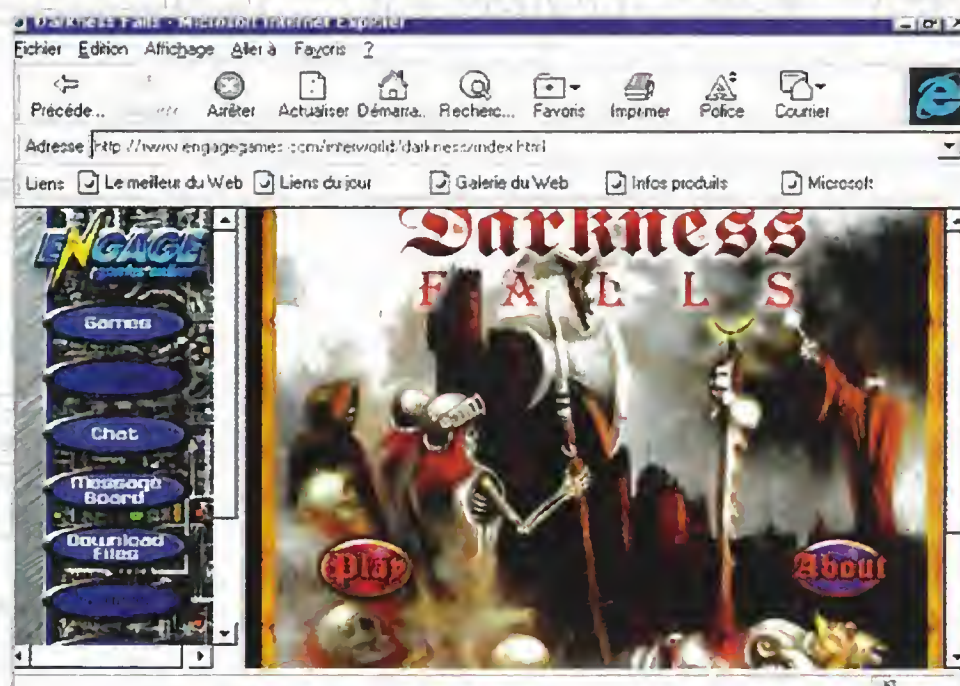 Darkness Falls - Microsoft Internet Explorer
Fichier Edition Affichage Aller à Favoris ?
Précéde... Arrêter Actualiser Démarra... Recherc... Favoris Imprimer Police Courrier
Adresse http://www.engagegames.com/interworld/darkness/index.html
Liens Le meilleur du Web Liens du jour Galerie du Web Infos produits Microsoft
ENGAGE
games online
Games
Chat
Message
Board
Download
Files
Darkness
FALLS
Play
About